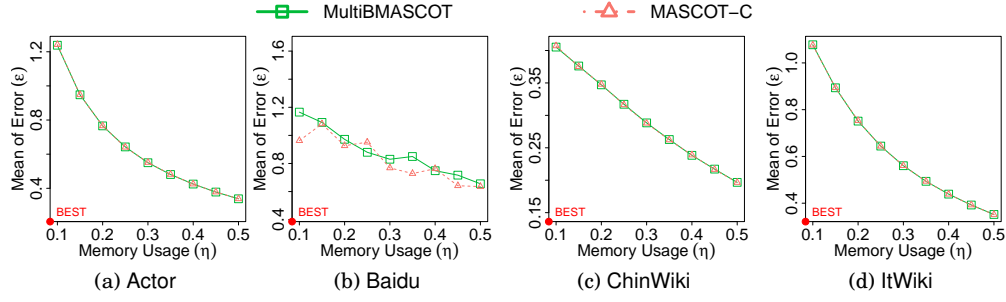 MultiBMASCOT MASCOT-C
Mean of Error (ε)
0.4 0.8 1.2
BEST
0.1 0.2 0.3 0.4 0.5
Memory Usage (η)
(a) Actor
Mean of Error (ε)
0.4 0.8 1.2 1.6
BEST
0.1 0.2 0.3 0.4 0.5
Memory Usage (η)
(b) Baidu
Mean of Error (ε)
0.15 0.25 0.35
BEST
0.1 0.2 0.3 0.4 0.5
Memory Usage (η)
(c) ChinWiki
Mean of Error (ε)
0.4 0.6 0.8 1.0
BEST
0.1 0.2 0.3 0.4 0.5
Memory Usage (η)
(d) ItWiki